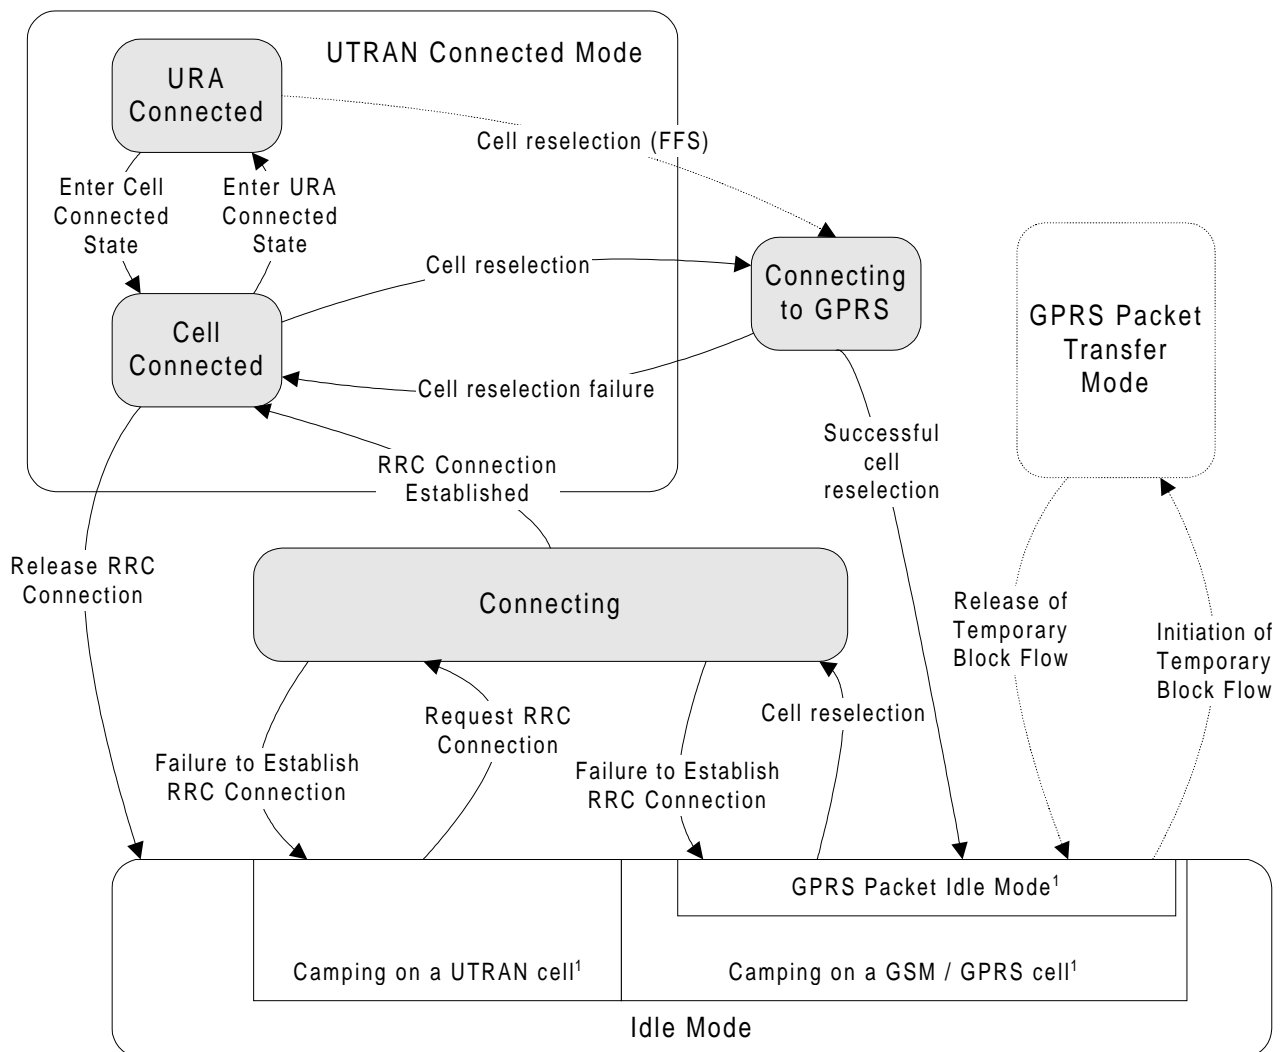 UTRAN Connected Mode
URA
Connected
Cell reselection (FFS)
Enter Cell
Connected
State
Enter URA
Connected
State
Cell reselection
Connecting
to GPRS
GPRS Packet
Transfer
Mode
Cell
Connected
Cell reselection failure
Successful
cell
reselection
RRC Connection
Established
Release RRC
Connection
Connecting
Release of
Temporary
Block Flow
Initiation of
Temporary
Block Flow
Request RRC
Connection
Cell reselection
Failure to Establish
RRC Connection
Failure to Establish
RRC Connection
GPRS Packet Idle Mode¹
Camping on a UTRAN cell¹
Camping on a GSM / GPRS cell¹
Idle Mode